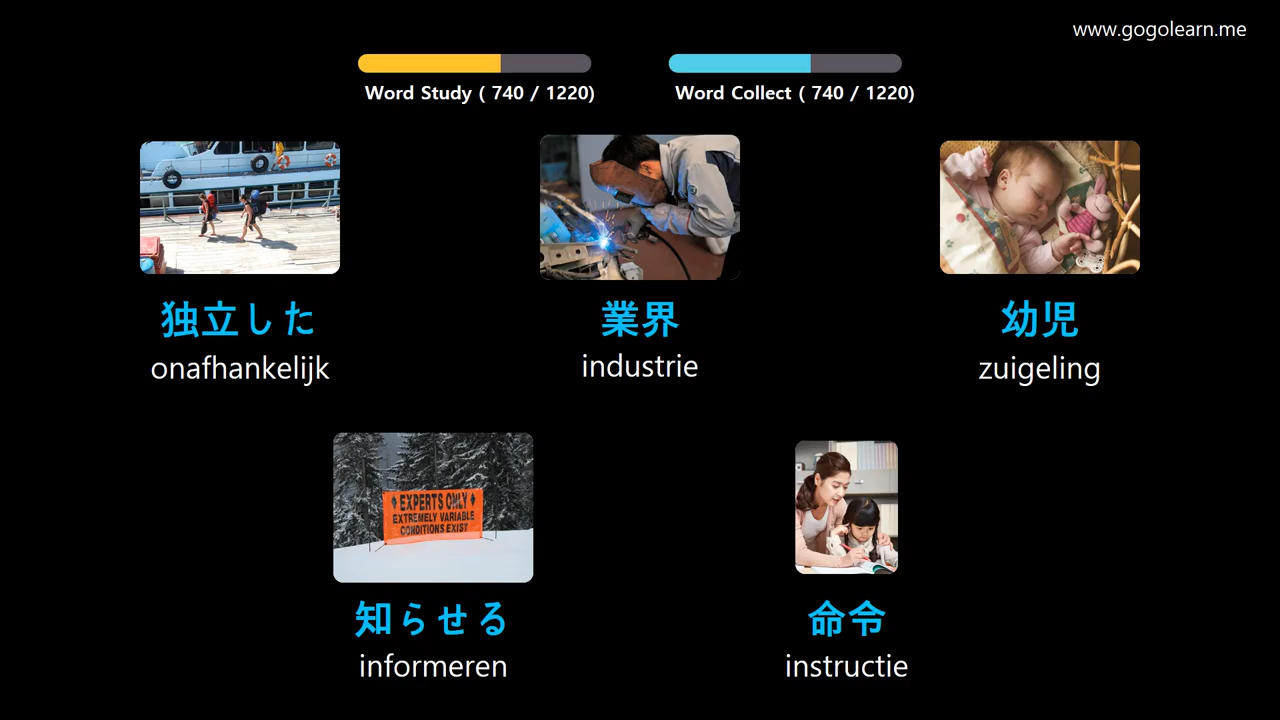 www.gogolearn.me
Word Study ( 740 / 1220)
Word Collect ( 740 / 1220)
独立した
onafhankelijk
業界
industrie
幼児
zuigeling
EXPERTS ONLY
EXTREMELY VARIABLE
CONDITIONS EXIST
知らせる
informeren
命令
instructie